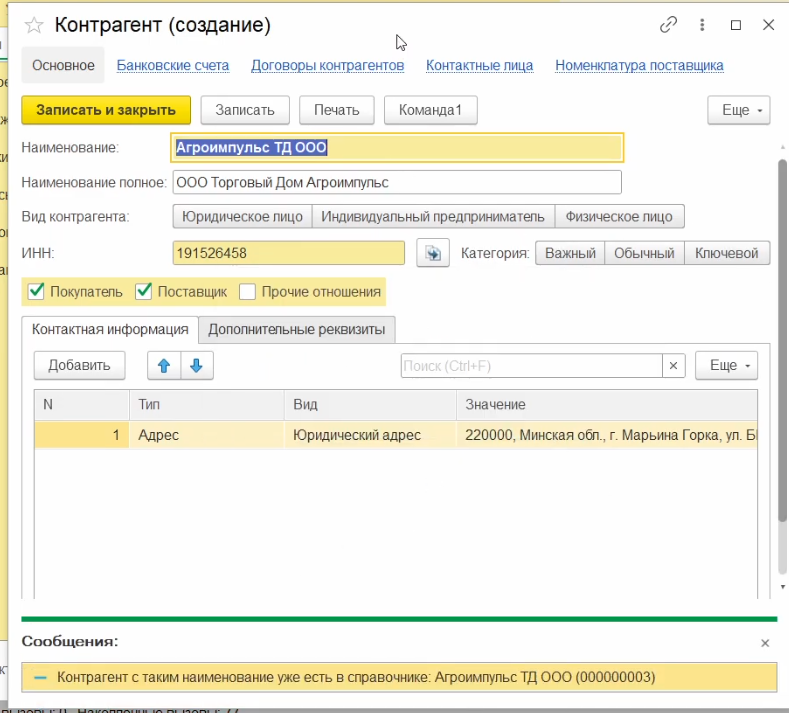 Контрагент (создание)
Основное Банковские счета Договоры контрагентов Контактные лица Номенклатура поставщика
Записать и закрыть Записать Печать Команда1 Еще
Наименование: Агроимпульс ТД ООО
Наименование полное: ООО Торговый Дом Агроимпульс
Вид контрагента: Юридическое лицо Индивидуальный предприниматель Физическое лицо
ИНН: 191526458 Категория: Важный Обычный Ключевой
Покупатель Поставщик Прочие отношения
Контактная информация Дополнительные реквизиты
Добавить Поиск (Ctrl+F) × Еще
N Тип Вид Значение
1 Адрес Юридический адрес 220000, Минская обл., г. Марьина Горка, ул.
Сообщения:
Контрагент с таким наименование уже есть в справочнике: Агроимпульс ТД ООО (000000003)